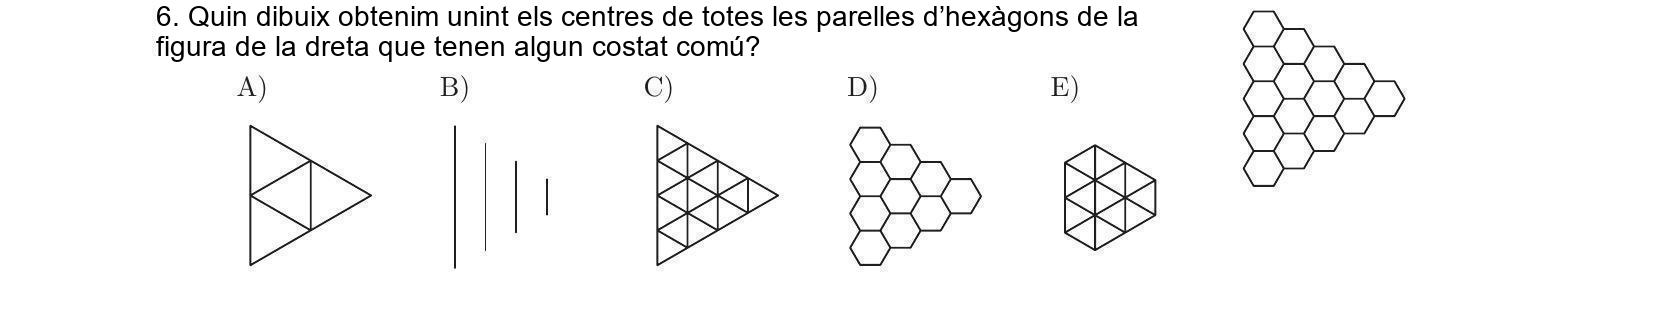 6. Quin dibuix obtenim unint els centres de totes les parelles d’hexàgons de la
figura de la dreta que tenen algun costat comú?
A) B) C) D) E)